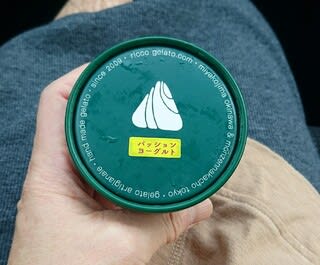 ricco gelato.com · miyakojima okinawa & monzennakacho tokyo · gelato artigianale · hand made gelato · since 2009 ·
パッション
ヨーグルト